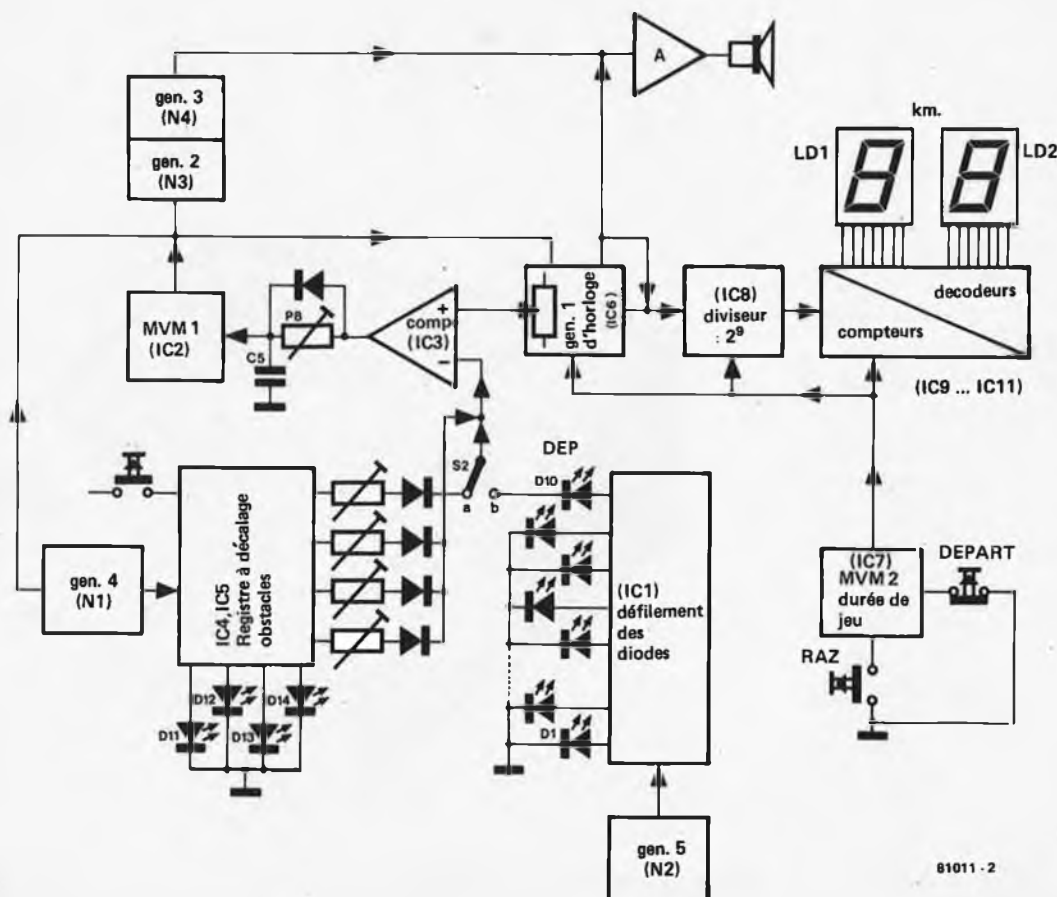 A
km.
gen. 3
(N4)
gen. 2
(N3)
LD1
LD2
MVM 1
(IC2)
P8
C5
+
comp
(IC3)
−
gen. 1
d'horloge
(IC6)
(IC8)
diviseur
: 2⁹
decodeurs
compteurs
(IC9 ... IC11)
S2
a
b
DEP
D10
gen. 4
(N1)
IC4, IC5
Registre à décalage
obstacles
(IC1)
défilement
des
diodes
(IC7)
MVM 2
durée de
jeu
DEPART
RAZ
D12
D14
D11
D13
D1
gen. 5
(N2)
81011 - 2